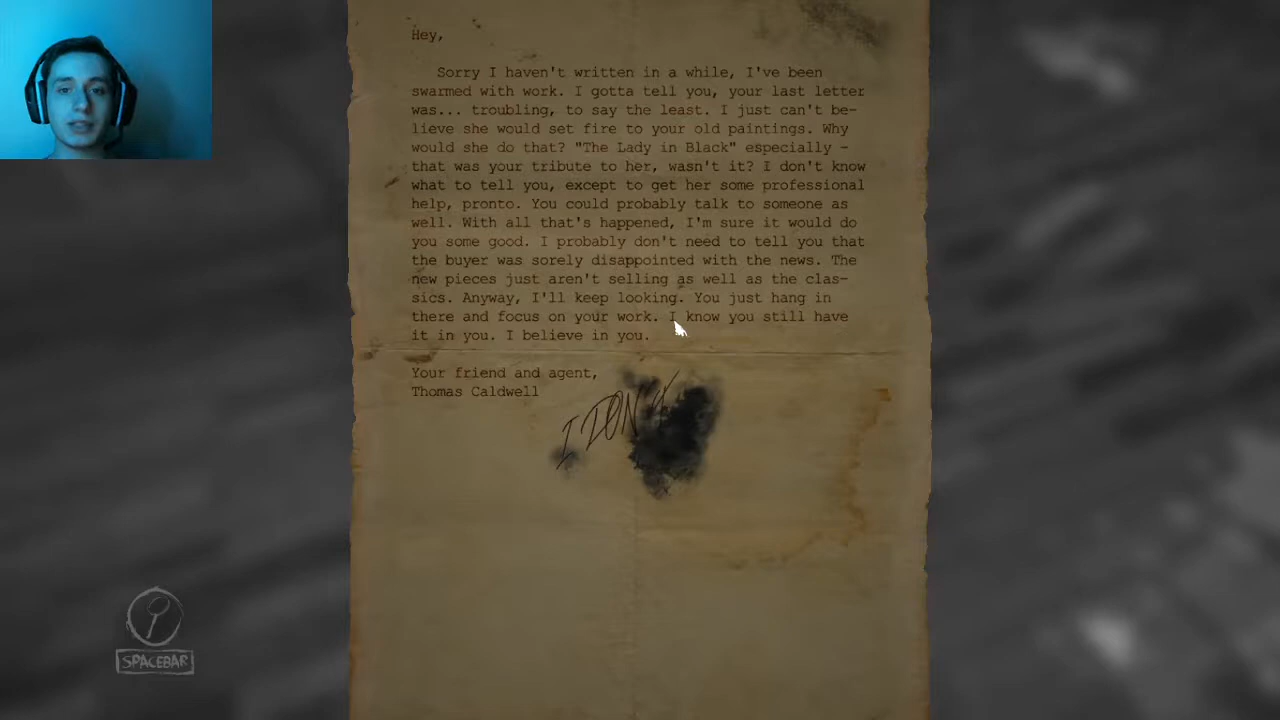 Hey,
Sorry I haven't written in a while, I've been
swarmed with work. I gotta tell you, your last letter
was... troubling, to say the least. I just can't be-
lieve she would set fire to your old paintings. Why
would she do that? "The Lady in Black" especially -
that was your tribute to her, wasn't it? I don't know
what to tell you, except to get her some professional
help, pronto. You could probably talk to someone as
well. With all that's happened, I'm sure it would do
you some good. I probably don't need to tell you that
the buyer was sorely disappointed with the news. The
new pieces just aren't selling as well as the clas-
sics. Anyway, I'll keep looking. You just hang in
there and focus on your work. I know you still have
it in you. I believe in you.
Your friend and agent,
Thomas Caldwell
I DON'T
SPACEBAR